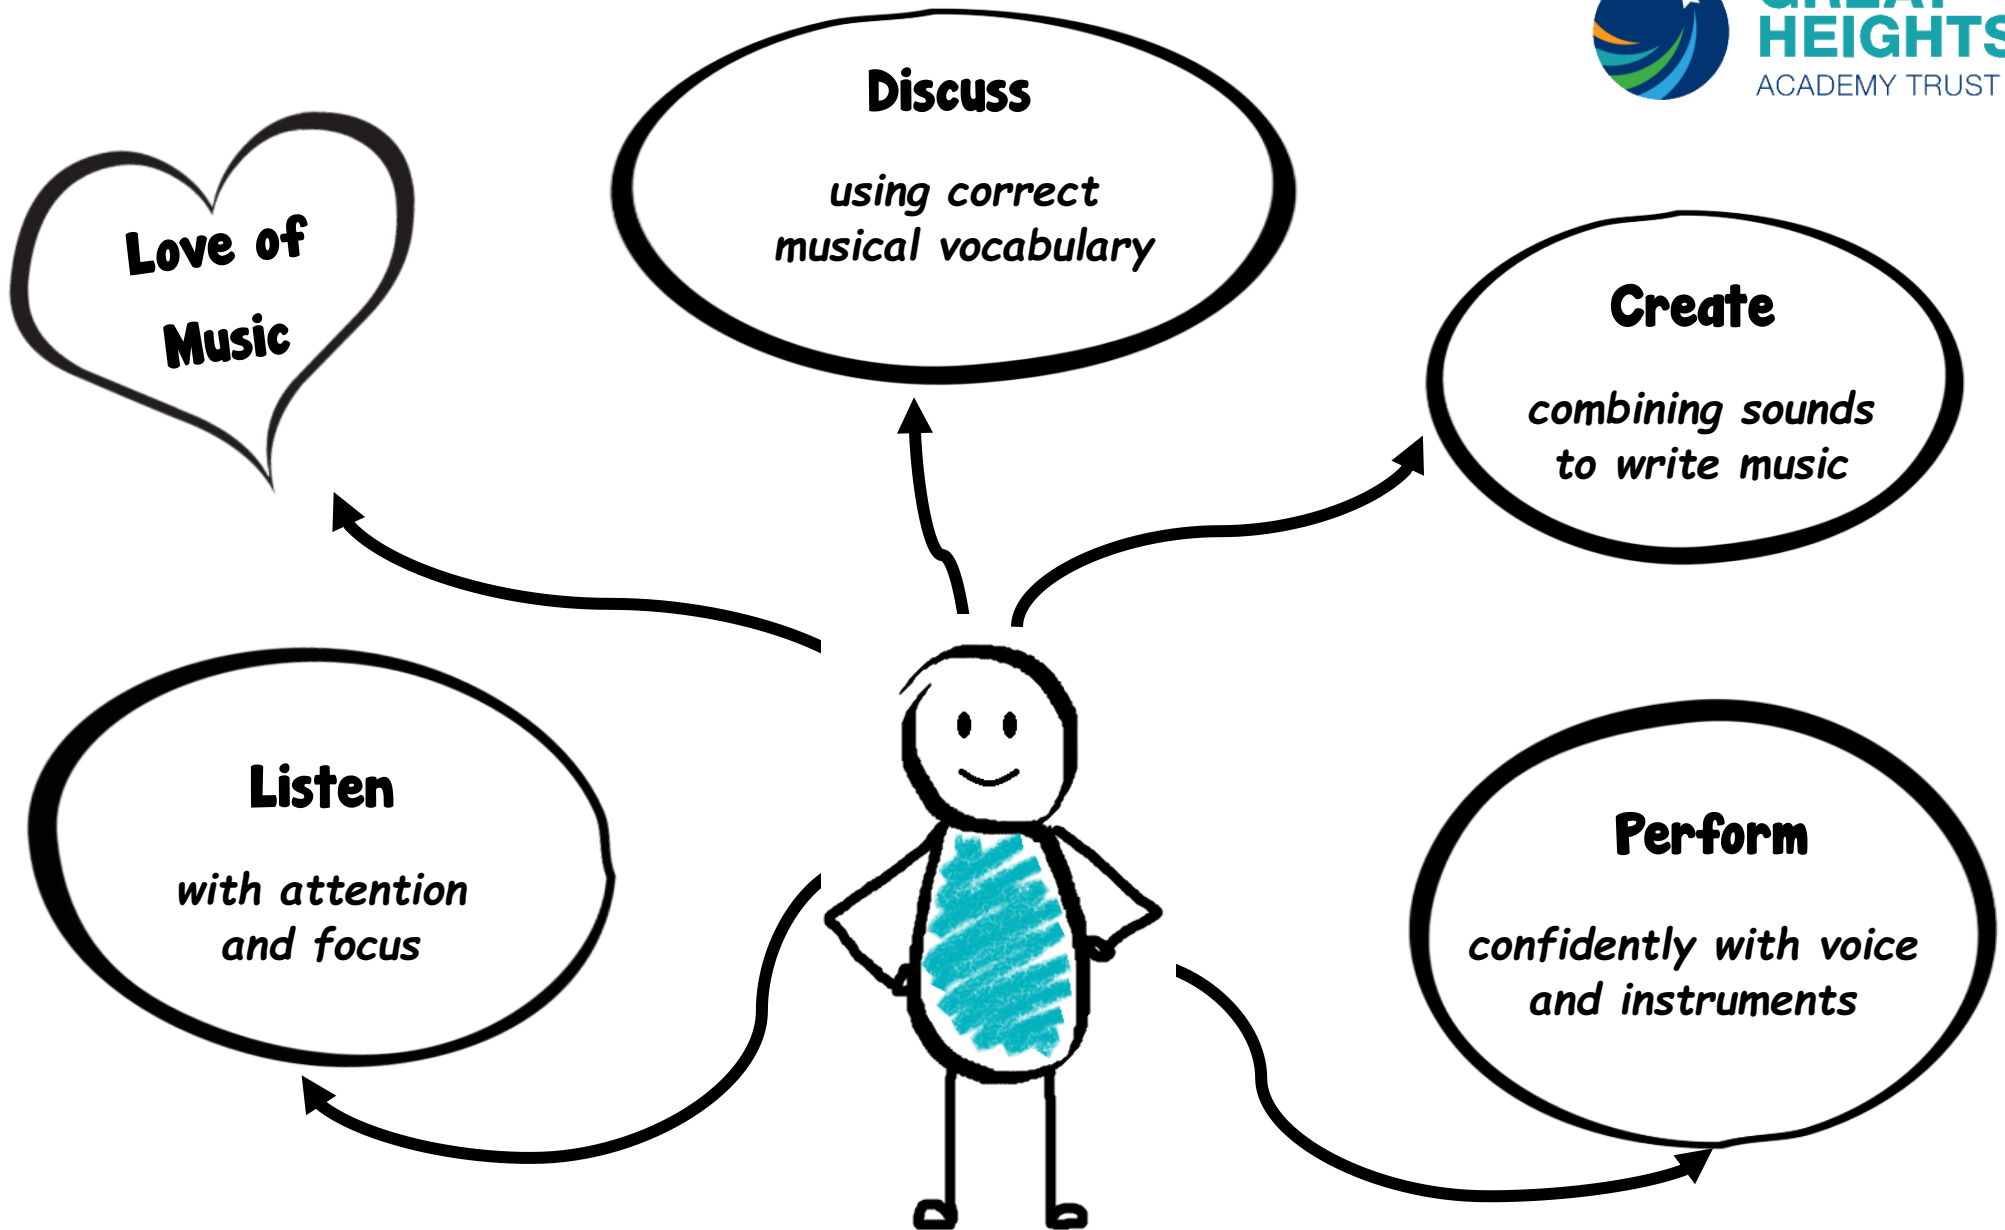 GREAT
HEIGHTS
ACADEMY TRUST
Discuss
using correct
musical vocabulary
Love of
Music
Create
combining sounds
to write music
Listen
with attention
and focus
Perform
confidently with voice
and instruments